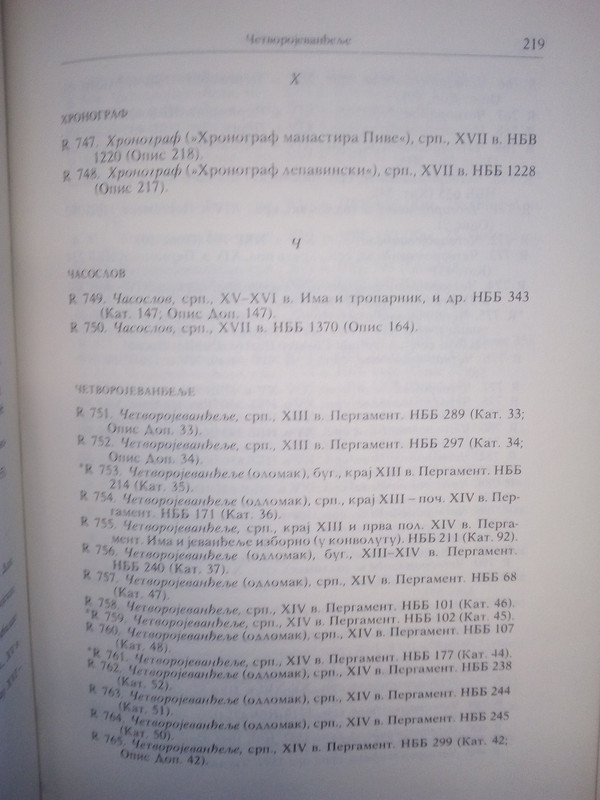 Четворојеванђеље
219
Х
ХРОНОГРАФ
R 747. Хронограф (»Хронограф манастира Пиве«), срп., XVII в. НБВ
1220 (Опис 218).
R 748. Хронограф (»Хронограф лепавински«), срп., XVII в. НББ 1228
(Опис 217).
Ч
ЧАСОСЛОВ
R 749. Часослов, срп., XV–XVI в. Има и тропарник, и др. НББ 343
(Кат. 147; Опис Доп. 147).
R 750. Часослов, срп., XVII в. НББ 1370 (Опис 164).
ЧЕТВОРОЈЕВАНЂЕЉЕ
R 751. Четворојеванђеље, срп., XIII в. Пергамент. НББ 289 (Кат. 33;
Опис Доп. 33).
R 752. Четворојеванђеље, срп., XIII в. Пергамент. НББ 297 (Кат. 34;
Опис Доп. 34).
*R 753. Четворојеванђеље (оломак), буг., крај XIII в. Пергамент. НББ
214 (Кат. 35).
R 754. Четворојеванђеље (одломак), срп., крај XIII – поч. XIV в. Пер-
гамент. НББ 171 (Кат. 36).
R 755. Четворојеванђеље, срп., крај XIII и прва пол. XIV в. Перга-
мент. Има и јеванђеље изборно (у конволуту). НББ 211 (Кат. 92).
R 756. Четворојеванђеље (одломак), буг., XIII–XIV в. Пергамент.
НББ 240 (Кат. 37).
R 757. Четворојеванђеље (одломак), срп., XIV в. Пергамент. НББ 68
(Кат. 47).
R 758. Четворојеванђеље, срп., XIV в. Пергамент. НББ 101 (Кат. 46).
*R 759. Четворојеванђеље, срп., XIV в. Пергамент. НББ 102 (Кат. 45).
R 760. Четворојеванђеље (одломак), срп., XIV в. Пергамент. НББ 107
(Кат. 48).
*R 761. Четворојеванђеље, срп., XIV в. Пергамент. НББ 177 (Кат. 44).
R 762. Четворојеванђеље (одломак), срп., XIV в. Пергамент. НББ 238
(Кат. 52).
R 763. Четворојеванђеље (одломак), срп., XIV в. Пергамент. НББ 244
(Кат. 51).
R 764. Четворојеванђеље (одломак), срп., XIV в. Пергамент. НББ 245
(Кат. 50).
R 765. Четворојеванђеље, срп., XIV в. Пергамент. НББ 299 (Кат. 42;
Опис Доп. 42).